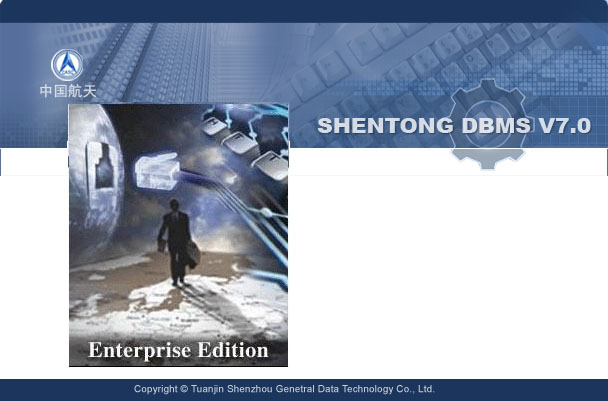 中国航天
SHENTONG DBMS V7.0
Enterprise Edition
Copyright © Tuanjin Shenzhou Genetral Data Technology Co., Ltd.